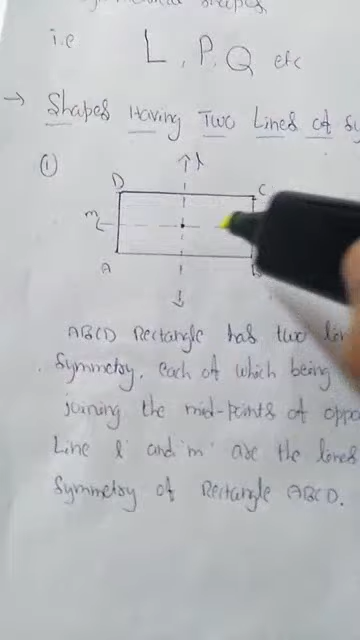 i.e L, P, Q etc
→ Shapes Having Two Lines of
①
l
D C
m
A
ABCD Rectangle has two
Symmetry, each of which being
joining the mid-points of
Line l' and 'm' are the lines
Symmetry of Rectangle ABCD.